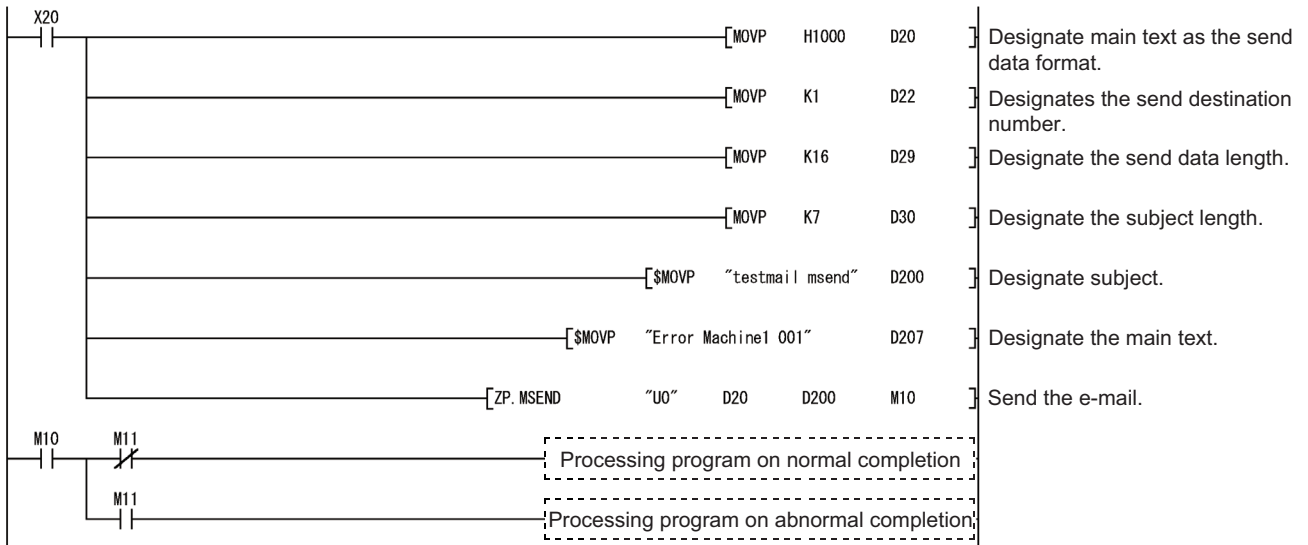 X20
[MOVP H1000 D20 ] Designate main text as the send
data format.
[MOVP K1 D22 ] Designates the send destination
number.
[MOVP K16 D29 ] Designate the send data length.
[MOVP K7 D30 ] Designate the subject length.
[$MOVP "testmail msend" D200 ] Designate subject.
[$MOVP "Error Machine1 001" D207 ] Designate the main text.
[ZP.MSEND "U0" D20 D200 M10 ] Send the e-mail.
M10 M11
Processing program on normal completion
M11
Processing program on abnormal completion